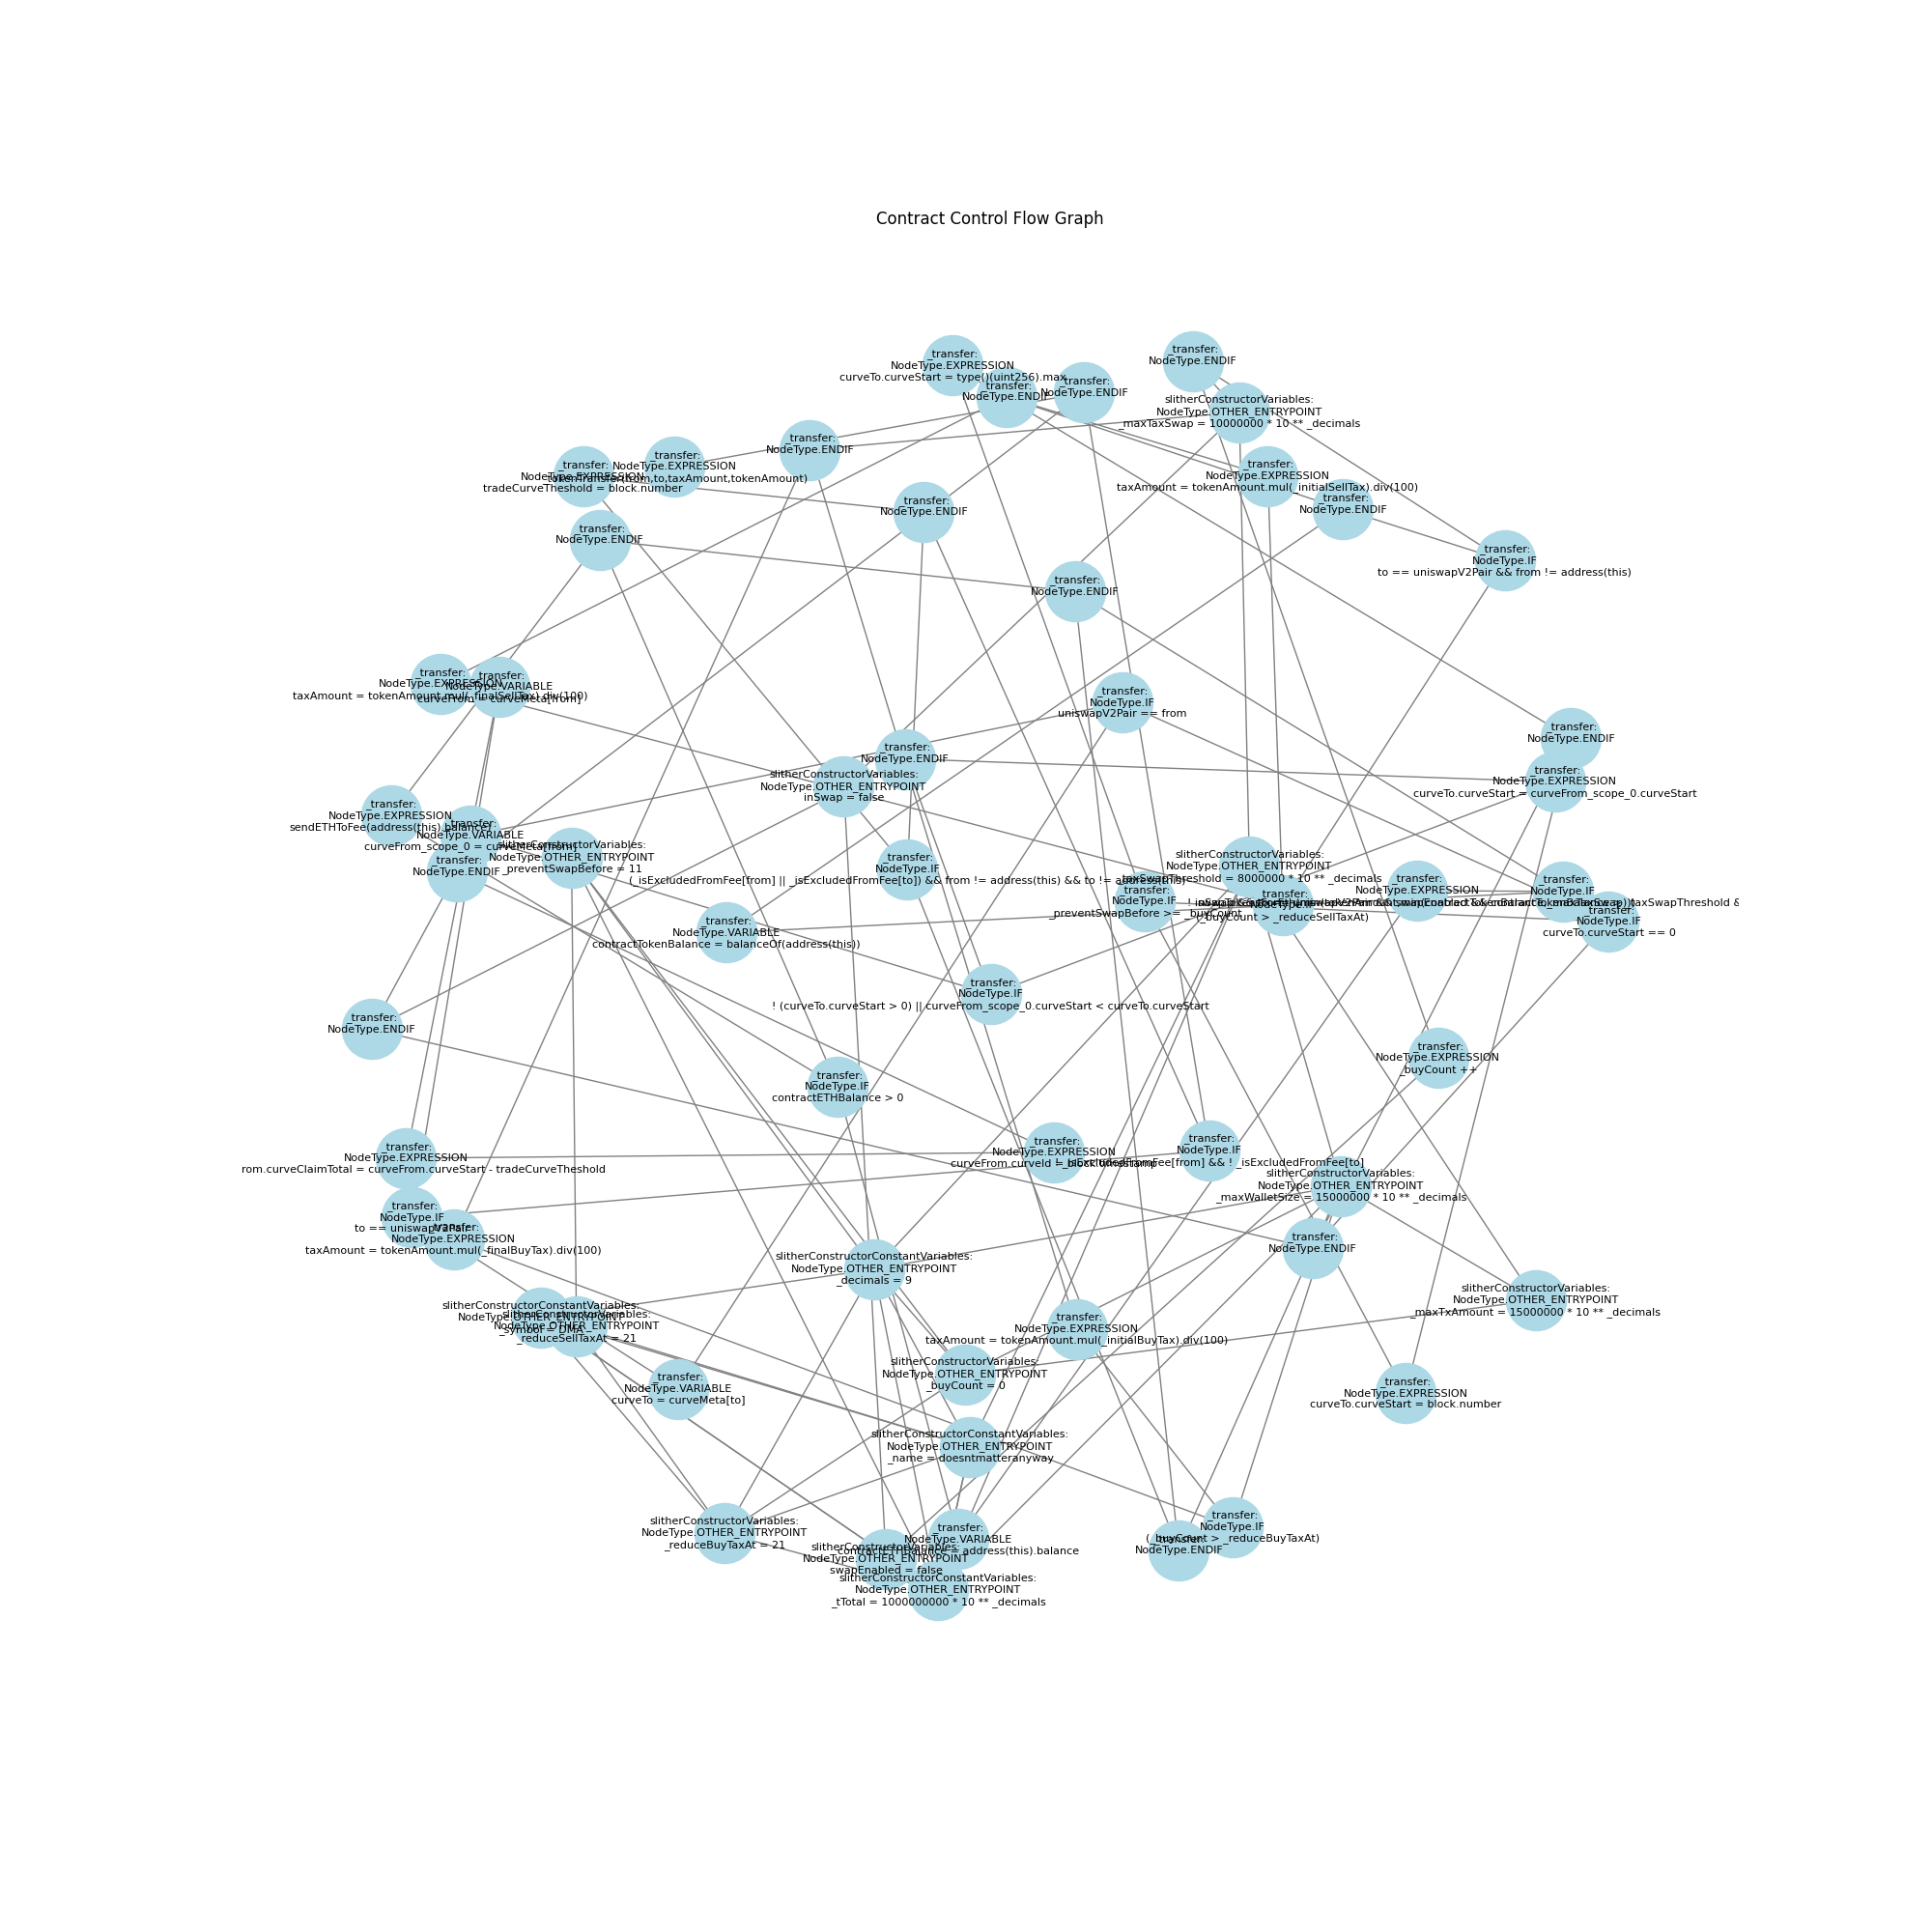 Contract Control Flow Graph
_transfer:
NodeType.ENDIF
_transfer:
NodeType.EXPRESSION
curveTo.curveStart = type()(uint256).max
_transfer:
NodeType.ENDIF
_transfer:
NodeType.ENDIF
slitherConstructorVariables:
NodeType.OTHER_ENTRYPOINT
_maxTaxSwap = 10000000 * 10 ** _decimals
_transfer:
NodeType.ENDIF
_transfer:
NodeType.EXPRESSION
_tokenTransfer(from,to,taxAmount,tokenAmount)
_transfer:
NodeType.EXPRESSION
tradeCurveTheshold = block.number
_transfer:
NodeType.EXPRESSION
taxAmount = tokenAmount.mul(_initialSellTax).div(100)
_transfer:
NodeType.ENDIF
_transfer:
NodeType.ENDIF
_transfer:
NodeType.ENDIF
_transfer:
NodeType.IF
to == uniswapV2Pair && from != address(this)
_transfer:
NodeType.ENDIF
_transfer:
NodeType.EXPRESSION
taxAmount = tokenAmount.mul(_finalSellTax).div(100)
_transfer:
NodeType.VARIABLE
curveFrom = curveMeta[from]
_transfer:
NodeType.IF
uniswapV2Pair == from
_transfer:
NodeType.ENDIF
_transfer:
NodeType.ENDIF
_transfer:
NodeType.EXPRESSION
curveTo.curveStart = curveFrom_scope_0.curveStart
slitherConstructorVariables:
NodeType.OTHER_ENTRYPOINT
inSwap = false
_transfer:
NodeType.EXPRESSION
sendETHToFee(address(this).balance)
_transfer:
NodeType.VARIABLE
curveFrom_scope_0 = curveMeta[from]
_transfer:
NodeType.ENDIF
slitherConstructorVariables:
NodeType.OTHER_ENTRYPOINT
_preventSwapBefore = 11
_transfer:
NodeType.IF
(_isExcludedFromFee[from] || _isExcludedFromFee[to]) && from != address(this) && to != address(this)
slitherConstructorVariables:
NodeType.OTHER_ENTRYPOINT
_taxSwapThreshold = 8000000 * 10 ** _decimals
_transfer:
NodeType.IF
_preventSwapBefore >= _buyCount
_transfer:
NodeType.IF
(_buyCount > _reduceSellTaxAt)
_transfer:
NodeType.EXPRESSION
_transfer:
NodeType.IF
_transfer:
NodeType.IF
curveTo.curveStart == 0
_transfer:
NodeType.VARIABLE
contractTokenBalance = balanceOf(address(this))
_transfer:
NodeType.IF
! (curveTo.curveStart > 0) || curveFrom_scope_0.curveStart < curveTo.curveStart
_transfer:
NodeType.ENDIF
_transfer:
NodeType.EXPRESSION
_buyCount ++
_transfer:
NodeType.IF
contractETHBalance > 0
_transfer:
NodeType.EXPRESSION
rom.curveClaimTotal = curveFrom.curveStart - tradeCurveTheshold
_transfer:
NodeType.EXPRESSION
curveFrom.curveId = block.timestamp
_transfer:
NodeType.IF
! _isExcludedFromFee[from] && ! _isExcludedFromFee[to]
slitherConstructorVariables:
NodeType.OTHER_ENTRYPOINT
_maxWalletSize = 15000000 * 10 ** _decimals
_transfer:
NodeType.IF
to == uniswapV2Pair
_transfer:
NodeType.EXPRESSION
taxAmount = tokenAmount.mul(_finalBuyTax).div(100)
_transfer:
NodeType.ENDIF
slitherConstructorConstantVariables:
NodeType.OTHER_ENTRYPOINT
_decimals = 9
slitherConstructorVariables:
NodeType.OTHER_ENTRYPOINT
_maxTxAmount = 15000000 * 10 ** _decimals
slitherConstructorConstantVariables:
NodeType.OTHER_ENTRYPOINT
_symbol = DMA
slitherConstructorVariables:
NodeType.OTHER_ENTRYPOINT
_reduceSellTaxAt = 21
_transfer:
NodeType.EXPRESSION
taxAmount = tokenAmount.mul(_initialBuyTax).div(100)
slitherConstructorVariables:
NodeType.OTHER_ENTRYPOINT
_buyCount = 0
_transfer:
NodeType.VARIABLE
curveTo = curveMeta[to]
_transfer:
NodeType.EXPRESSION
curveTo.curveStart = block.number
slitherConstructorConstantVariables:
NodeType.OTHER_ENTRYPOINT
_name = doesntmatteranyway
slitherConstructorVariables:
NodeType.OTHER_ENTRYPOINT
_reduceBuyTaxAt = 21
_transfer:
NodeType.VARIABLE
contractETHBalance = address(this).balance
_transfer:
NodeType.IF
(_buyCount > _reduceBuyTaxAt)
_transfer:
NodeType.ENDIF
slitherConstructorVariables:
NodeType.OTHER_ENTRYPOINT
swapEnabled = false
slitherConstructorConstantVariables:
NodeType.OTHER_ENTRYPOINT
_tTotal = 1000000000 * 10 ** _decimals